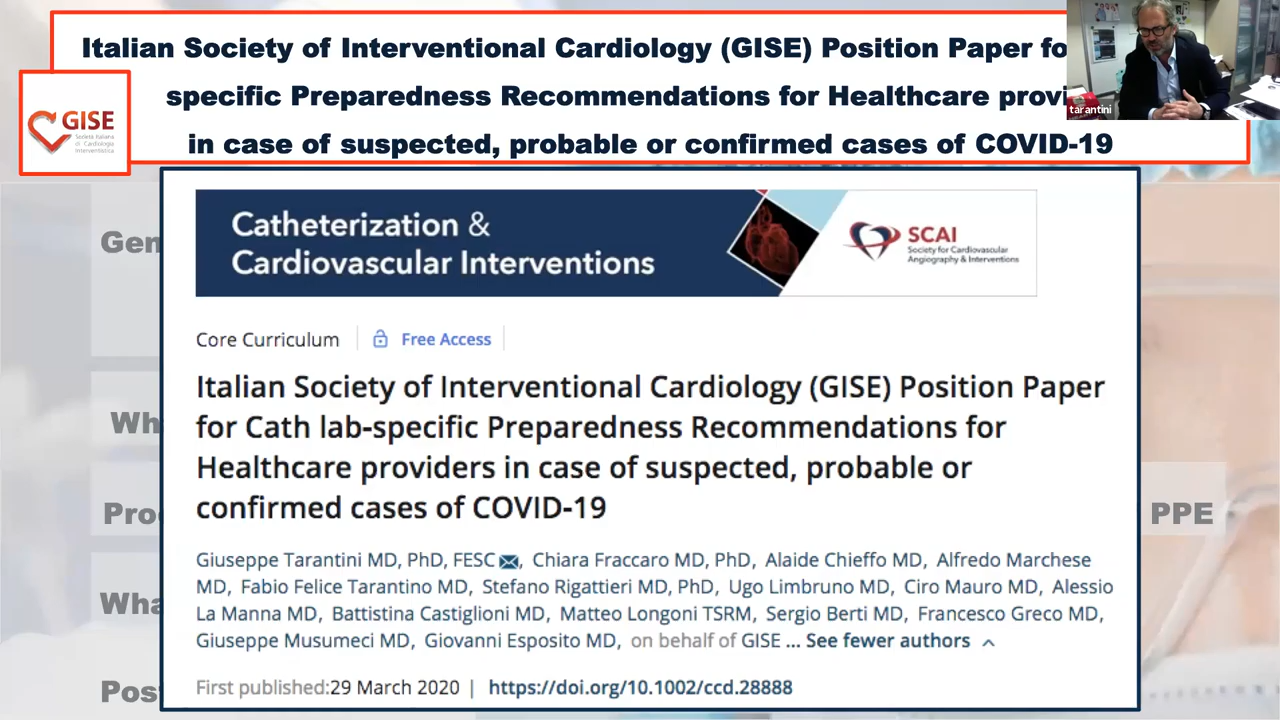 Italian Society of Interventional Cardiology (GISE) Position Paper
specific Preparedness Recommendations for Healthcare
in case of suspected, probable or confirmed cases of COVID-19
tarantini
GISE
Società Italiana
di Cardiologia
Interventistica
Catheterization &
Cardiovascular Interventions
SCAI
Society for Cardiovascular
Angiography & Interventions
Core Curriculum
Free Access
Italian Society of Interventional Cardiology (GISE) Position Paper
for Cath lab-specific Preparedness Recommendations for
Healthcare providers in case of suspected, probable or
confirmed cases of COVID-19
Giuseppe Tarantini MD, PhD, FESC, Chiara Fraccaro MD, PhD, Alaide Chieffo MD, Alfredo Marchese
MD, Fabio Felice Tarantino MD, Stefano Rigattieri MD, PhD, Ugo Limbruno MD, Ciro Mauro MD, Alessio
La Manna MD, Battistina Castiglioni MD, Matteo Longoni TSRM, Sergio Berti MD, Francesco Greco MD,
Giuseppe Musumeci MD, Giovanni Esposito MD, on behalf of GISE ... See fewer authors
First published:29 March 2020 | https://doi.org/10.1002/ccd.28888
PPE